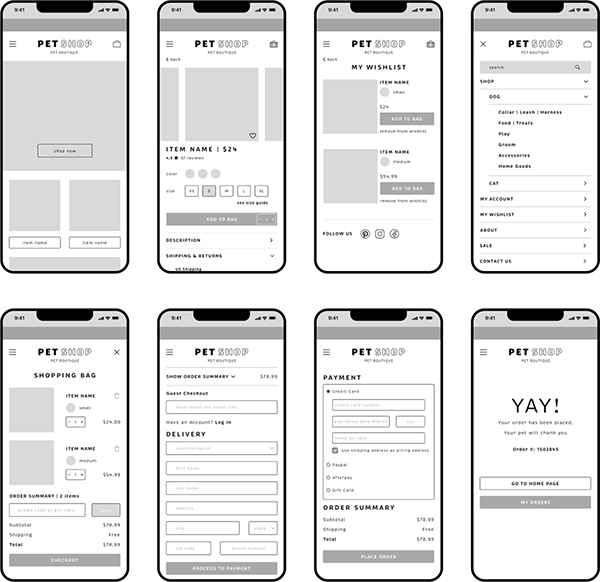 9:41
PET SHOP
PET BOUTIQUE
shop now
item name
item name
9:41
PET SHOP
PET BOUTIQUE
back
ITEM NAME | $24
4.5 ★ 37 reviews
color
size XS S M L XL
see size guide
ADD TO BAG - 1 +
DESCRIPTION
SHIPPING & RETURNS
US Shipping
9:41
PET SHOP
PET BOUTIQUE
back
MY WISHLIST
ITEM NAME
small
$24
ADD TO BAG
remove from wishlist
ITEM NAME
medium
$54.99
ADD TO BAG
remove from wishlist
FOLLOW US
9:41
PET SHOP
PET BOUTIQUE
search
SHOP
DOG
Collar | Leash | Harness
Food | Treats
Play
Groom
Accessories
Home Goods
CAT
MY ACCOUNT
MY WISHLIST
ABOUT
SALE
CONTACT US
9:41
PET SHOP
PET BOUTIQUE
SHOPPING BAG
ITEM NAME
small
- 1 + $24.00
ITEM NAME
medium
- 1 + $54.99
ORDER SUMMARY | 2 items
promo code or gift card
Subtotal $78.99
Shipping Free
Total $78.99
CHECKOUT
9:41
PET SHOP
PET BOUTIQUE
SHOW ORDER SUMMARY $78.99
Guest Checkout
enter email for order info
Have an Account? Log in
DELIVERY
country/region
first name
last name
address
city state
zip code phone number
PROCEED TO PAYMENT
9:41
PET SHOP
PET BOUTIQUE
PAYMENT
Credit Card
credit card number
expiration date MM/YY cvv
name on card
Use shipping address as billing address
Paypal
Afterpay
Gift Card
ORDER SUMMARY
Subtotal $78.99
Shipping Free
Total $78.99
PLACE ORDER
9:41
PET SHOP
PET BOUTIQUE
YAY!
Your order has been placed,
Your pet will thank you
Order #: 1502845
GO TO HOME PAGE
MY ORDERS